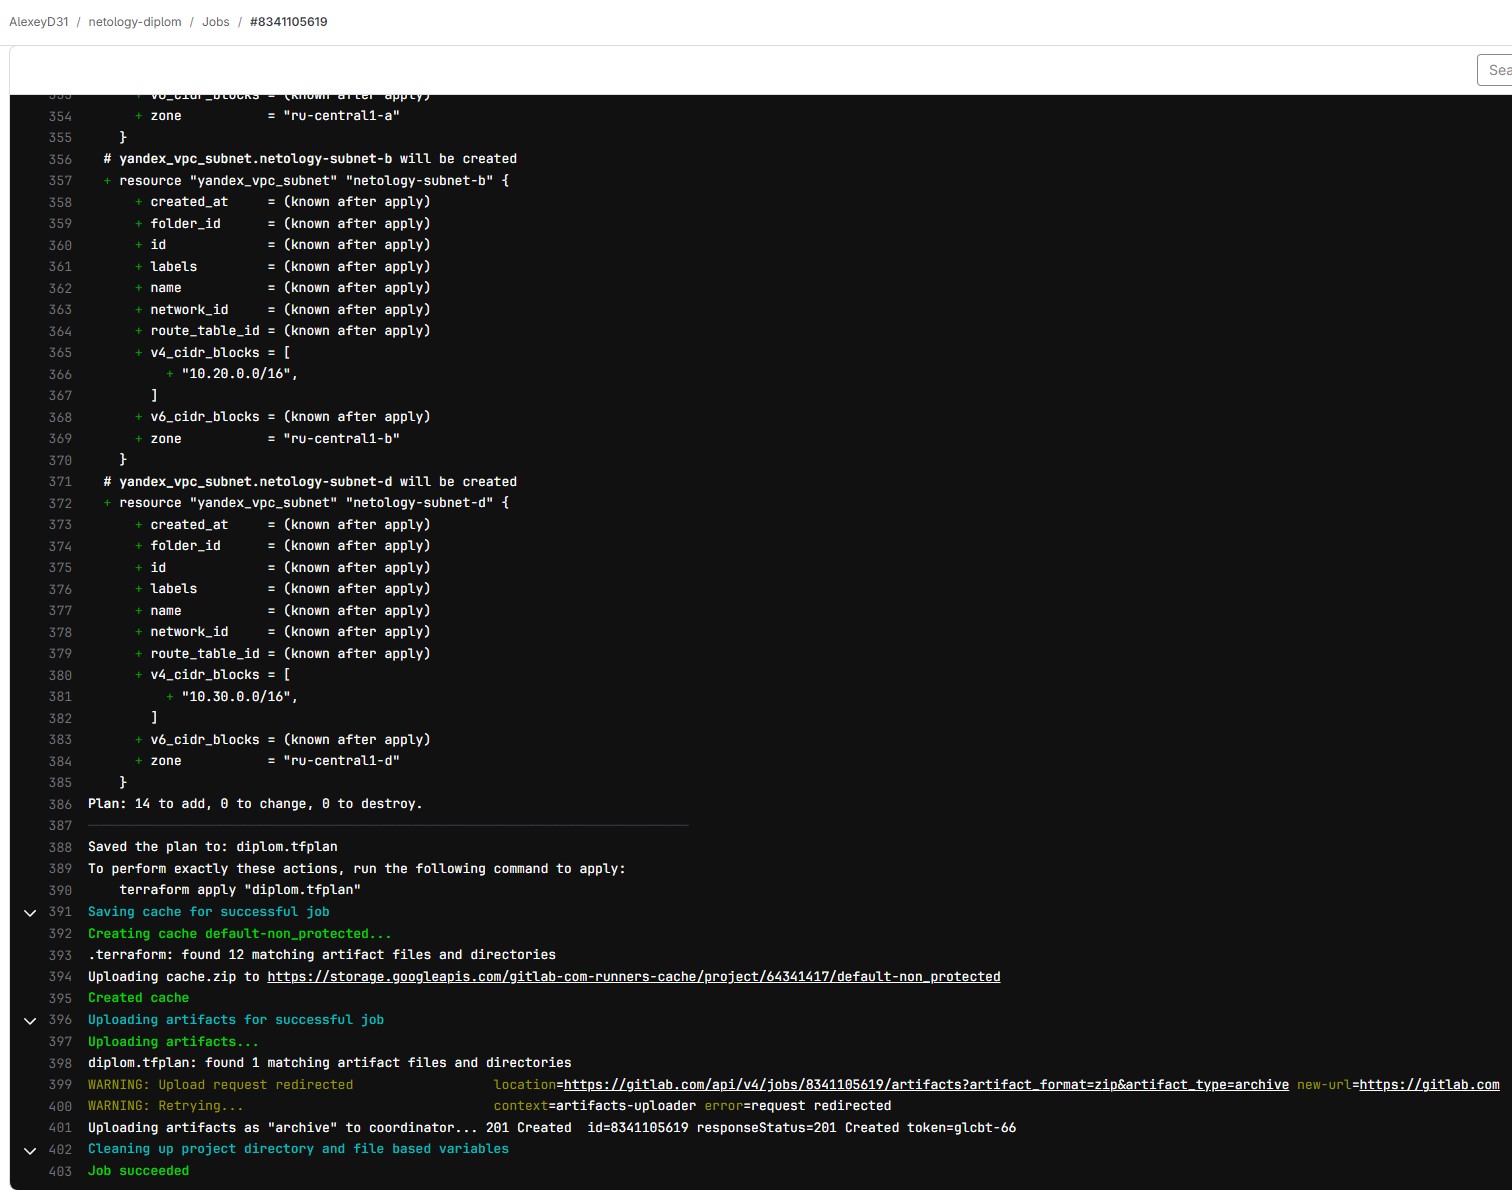 AlexeyD31 / netology-diplom / Jobs / #8341105619
Sea
353 + v6_cidr_blocks = (known after apply)
354 + zone = "ru-central1-a"
355 }
356 # yandex_vpc_subnet.netology-subnet-b will be created
357 + resource "yandex_vpc_subnet" "netology-subnet-b" {
358 + created_at = (known after apply)
359 + folder_id = (known after apply)
360 + id = (known after apply)
361 + labels = (known after apply)
362 + name = (known after apply)
363 + network_id = (known after apply)
364 + route_table_id = (known after apply)
365 + v4_cidr_blocks = [
366 + "10.20.0.0/16",
367 ]
368 + v6_cidr_blocks = (known after apply)
369 + zone = "ru-central1-b"
370 }
371 # yandex_vpc_subnet.netology-subnet-d will be created
372 + resource "yandex_vpc_subnet" "netology-subnet-d" {
373 + created_at = (known after apply)
374 + folder_id = (known after apply)
375 + id = (known after apply)
376 + labels = (known after apply)
377 + name = (known after apply)
378 + network_id = (known after apply)
379 + route_table_id = (known after apply)
380 + v4_cidr_blocks = [
381 + "10.30.0.0/16",
382 ]
383 + v6_cidr_blocks = (known after apply)
384 + zone = "ru-central1-d"
385 }
386 Plan: 14 to add, 0 to change, 0 to destroy.
387
388 Saved the plan to: diplom.tfplan
389 To perform exactly these actions, run the following command to apply:
390 terraform apply "diplom.tfplan"
391 Saving cache for successful job
392 Creating cache default-non_protected...
393 .terraform: found 12 matching artifact files and directories
394 Uploading cache.zip to https://storage.googleapis.com/gitlab-com-runners-cache/project/64341417/default-non_protected
395 Created cache
396 Uploading artifacts for successful job
397 Uploading artifacts...
398 diplom.tfplan: found 1 matching artifact files and directories
399 WARNING: Upload request redirected location=https://gitlab.com/api/v4/jobs/8341105619/artifacts?artifact_format=zip&artifact_type=archive new-url=https://gitlab.com
400 WARNING: Retrying... context=artifacts-uploader error=request redirected
401 Uploading artifacts as "archive" to coordinator... 201 Created id=8341105619 responseStatus=201 Created token=glcbt-66
402 Cleaning up project directory and file based variables
403 Job succeeded